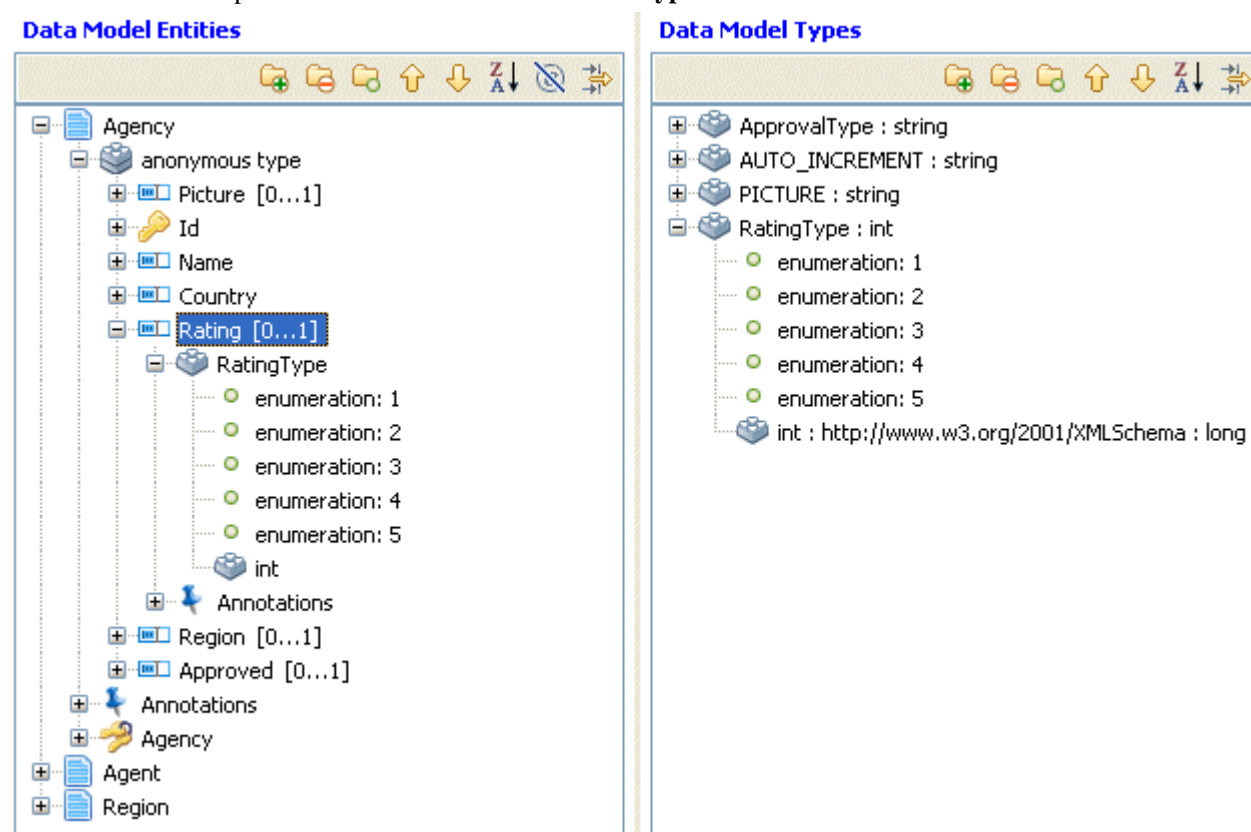 Data Model Entities
Agency
anonymous type
Picture [0...1]
Id
Name
Country
Rating [0...1]
RatingType
enumeration: 1
enumeration: 2
enumeration: 3
enumeration: 4
enumeration: 5
int
Annotations
Region [0...1]
Approved [0...1]
Annotations
Agency
Agent
Region
Data Model Types
ApprovalType : string
AUTO_INCREMENT : string
PICTURE : string
RatingType : int
enumeration: 1
enumeration: 2
enumeration: 3
enumeration: 4
enumeration: 5
int : http://www.w3.org/2001/XMLSchema : long